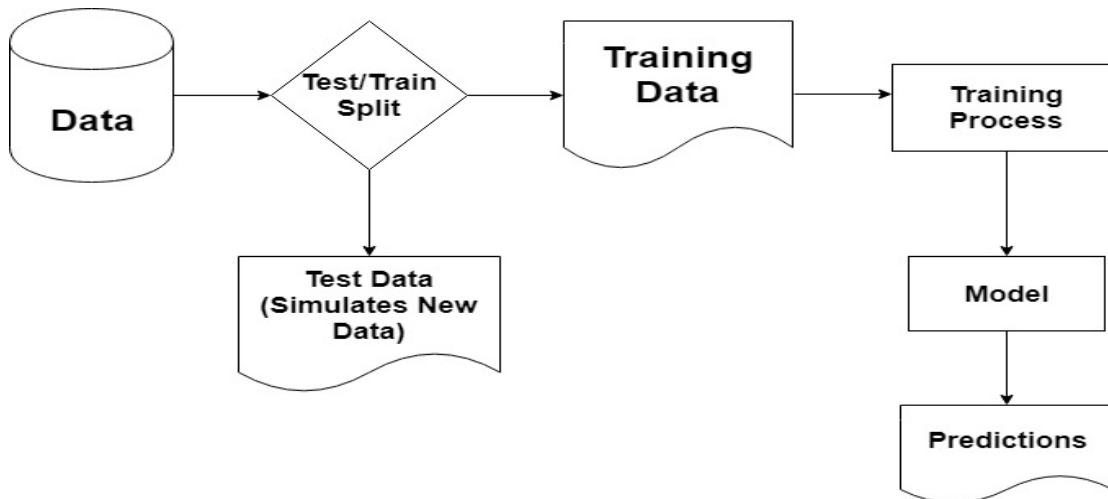 Data
Test/Train
Split
Training
Data
Training
Process
Test Data
(Simulates New
Data)
Model
Predictions